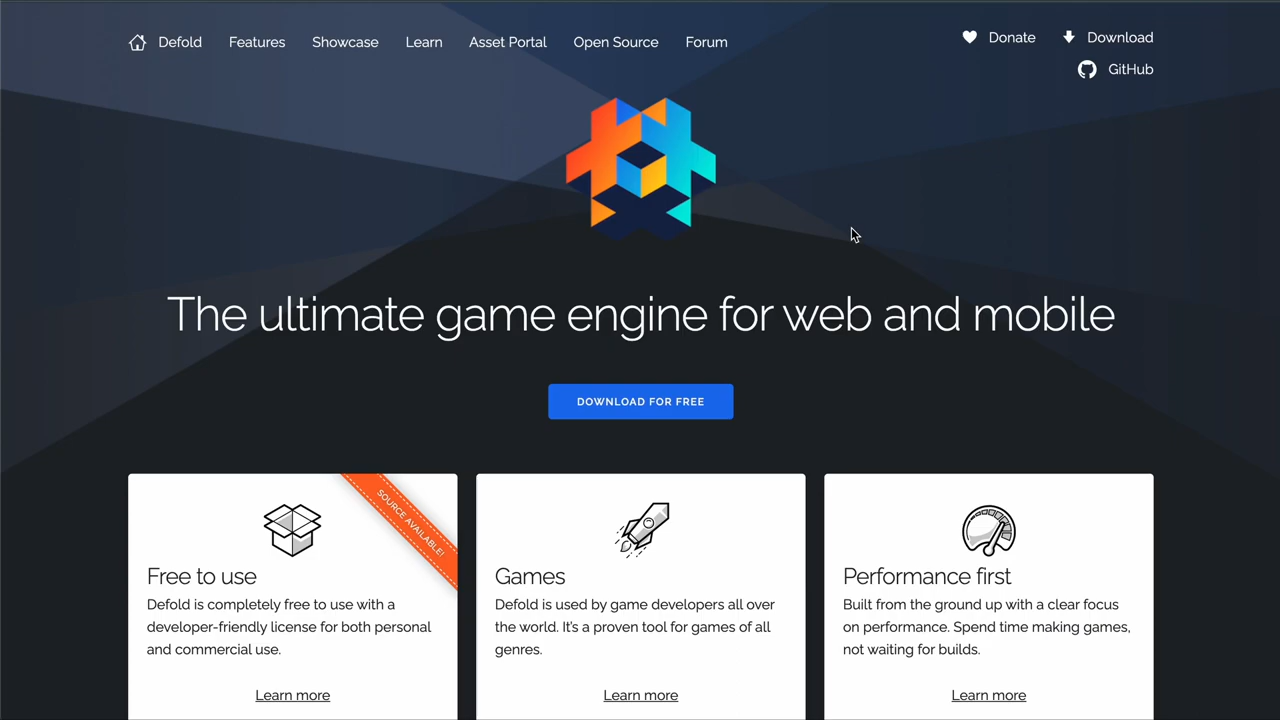 Defold
Features
Showcase
Learn
Asset Portal
Open Source
Forum
Donate
Download
GitHub
The ultimate game engine for web and mobile
DOWNLOAD FOR FREE
SOURCE AVAILABLE!
Free to use
Defold is completely free to use with a
developer-friendly license for both personal
and commercial use.
Learn more
Games
Defold is used by game developers all over
the world. It's a proven tool for games of all
genres.
Learn more
Performance first
Built from the ground up with a clear focus
on performance. Spend time making games,
not waiting for builds.
Learn more